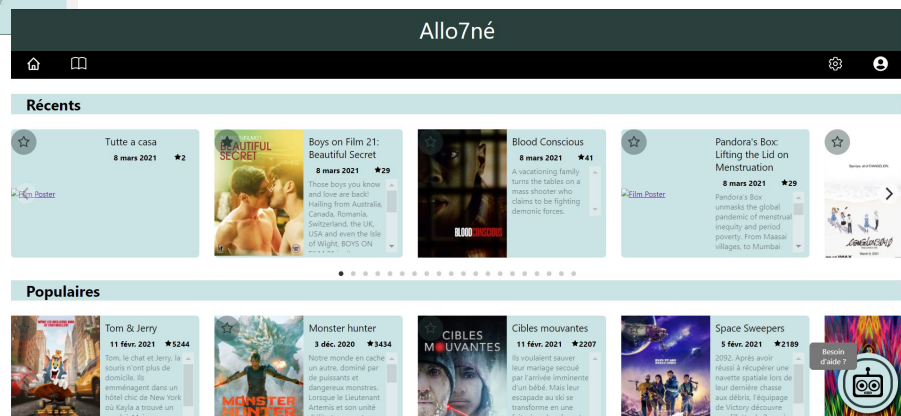 Allo7né
Récents
Tutte a casa
8 mars 2021 ★2
Film Poster
BEAUTIFUL
SECRET
Boys on Film 21:
Beautiful Secret
8 mars 2021 ★29
Those boys you know
and love are back!
Hailing from Australia,
Canada, Romania,
Switzerland, the UK,
USA and even the Isle
of Wight, BOYS ON
BLOOD CONSCIOUS
Blood Conscious
8 mars 2021 ★41
A vacationing family
turns the tables on a
mass shooter who
claims to be fighting
demonic forces.
Film Poster
Pandora's Box:
Lifting the Lid on
Menstruation
8 mars 2021 ★29
Pandora's Box
unmasks the global
pandemic of menstrual
inequity and period
poverty. From Maasai
villages, to Mumbai
Populaires
Tom & Jerry
11 févr. 2021 ★5244
Tom, le chat et Jerry, la
souris n'ont plus de
domicile. Ils
emménagent dans un
hôtel chic de New York
où Kayla a trouvé un
MONSTER
HUNTER
Monster hunter
3 déc. 2020 ★3434
Notre monde en cache
un autre, dominé par
de puissants et
dangereux monstres.
Lorsque le Lieutenant
Artemis et son unité
CIBLES
MOUVANTES
Cibles mouvantes
11 févr. 2021 ★2207
Ils voulaient sauver
leur mariage secoué
par l'arrivée imminente
d'un bébé. Mais leur
escapade au ski se
transforme en une
Space Sweepers
5 févr. 2021 ★2189
2092. Après avoir
réussi à récupérer une
navette spatiale lors de
leur dernière chasse
aux débris, l'équipage
de Victory découvre
Besoin
d'aide ?